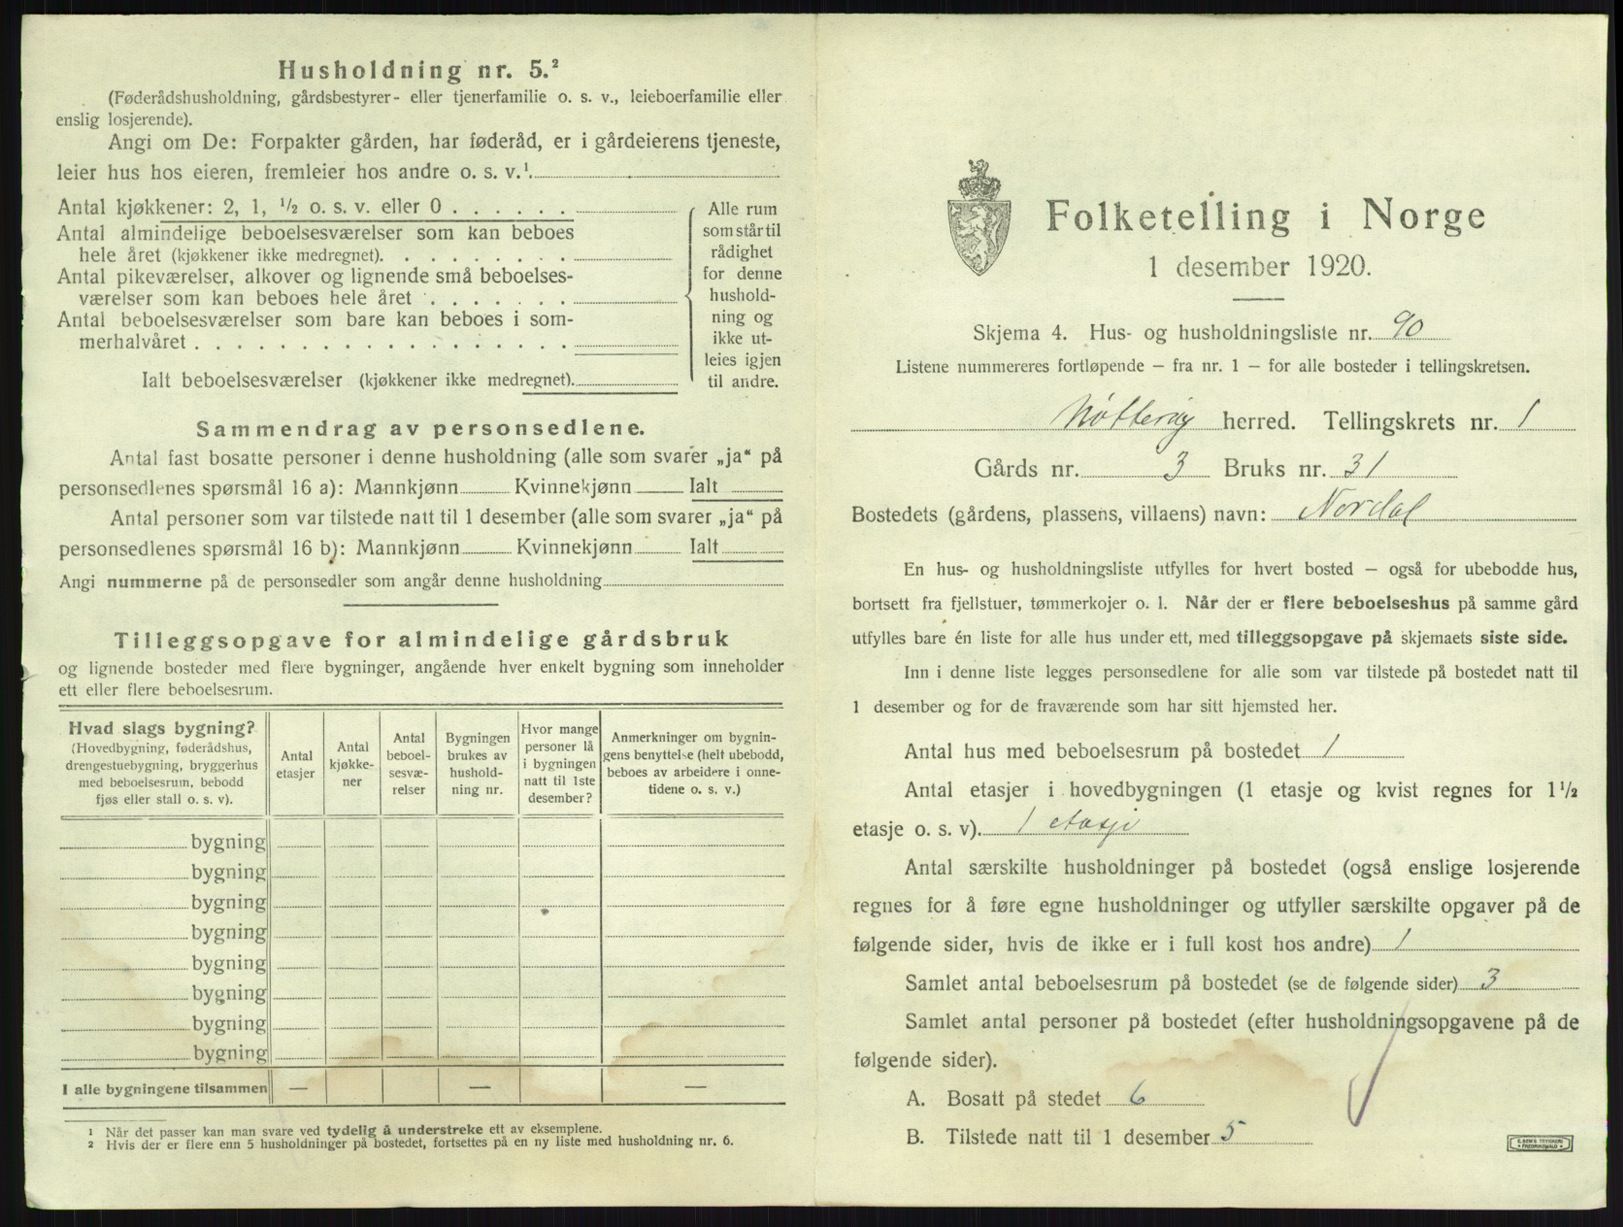 Husholdning nr. 5.²
(Føderådshusholdning, gårdsbestyrer- eller tjenerfamilie o. s. v., leieboerfamilie eller
enslig losjerende).
Angi om De: Forpakter gården, har føderåd, er i gårdeierens tjeneste,
leier hus hos eieren, fremleier hos andre o. s. v.¹
Antal kjøkkener: 2, 1, ½ o. s. v. eller 0
Antal almindelige beboelsesværelser som kan beboes
hele året (kjøkkener ikke medregnet)
Antal pikeværelser, alkover og lignende små beboelses-
værelser som kan beboes hele året
Antal beboelsesværelser som bare kan beboes i som-
merhalvåret
Ialt beboelsesværelser (kjøkkener ikke medregnet)
Alle rum
som står til
rådighet
for denne
hushold-
ning og
ikke ut-
leies igjen
til andre.
Sammendrag av personsedlene.
Antal fast bosatte personer i denne husholdning (alle som svarer „ja“ på
personsedlenes spørsmål 16 a): Mannkjønn Kvinnekjønn Ialt
Antal personer som var tilstede natt til 1 desember (alle som svarer „ja“ på
personsedlenes spørsmål 16 b): Mannkjønn Kvinnekjønn Ialt
Angi nummerne på de personsedler som angår denne husholdning
Tilleggsopgave for almindelige gårdsbruk
og lignende bosteder med flere bygninger, angående hver enkelt bygning som inneholder
ett eller flere beboelsesrum.
Hvad slags bygning?
(Hovedbygning, føderådshus,
drengestuebygning, bryggerhus
med beboelsesrum, bebodd
fjøs eller stall o. s. v).
Antal
etasjer
Antal
kjøkke-
ner
Antal
beboel-
sesvæ-
relser
Bygningen
brukes av
hushold-
ning nr.
Hvor mange
personer lå
i bygningen
natt til 1ste
desember?
Anmerkninger om bygnin-
gens benyttelse (helt ubebodd,
beboes av arbeidere i onne-
tidene o. s. v.)
bygning
bygning
bygning
bygning
bygning
bygning
bygning
bygning
I alle bygningene tilsammen — — —
¹ Når det passer kan man svare ved tydelig å understreke ett av eksemplene.
² Hvis der er flere enn 5 husholdninger på bostedet, fortsettes på en ny liste med husholdning nr. 6.
Folketelling i Norge
1 desember 1920.
Skjema 4. Hus- og husholdningsliste nr. 90
Listene nummereres fortløpende — fra nr. 1 — for alle bosteder i tellingskretsen.
Nøtterøy herred. Tellingskrets nr. 1
Gårds nr. 3 Bruks nr. 31
Bostedets (gårdens, plassens, villaens) navn: Nordal
En hus- og husholdningsliste utfylles for hvert bosted — også for ubebodde hus,
bortsett fra fjellstuer, tømmerkojer o. l. Når der er flere beboelseshus på samme gård
utfylles bare én liste for alle hus under ett, med tilleggsopgave på skjemaets siste side.
Inn i denne liste legges personsedlene for alle som var tilstede på bostedet natt til
1 desember og for de fraværende som har sitt hjemsted her.
Antal hus med beboelsesrum på bostedet 1
Antal etasjer i hovedbygningen (1 etasje og kvist regnes for 1½
etasje o. s. v). 1 etasje
Antal særskilte husholdninger på bostedet (også enslige losjerende
regnes for å føre egne husholdninger og utfyller særskilte opgaver på de
følgende sider, hvis de ikke er i full kost hos andre) 1
Samlet antal beboelsesrum på bostedet (se de følgende sider) 3
Samlet antal personer på bostedet (efter husholdningsopgavene på de
følgende sider).
A. Bosatt på stedet 6
B. Tilstede natt til 1 desember 5